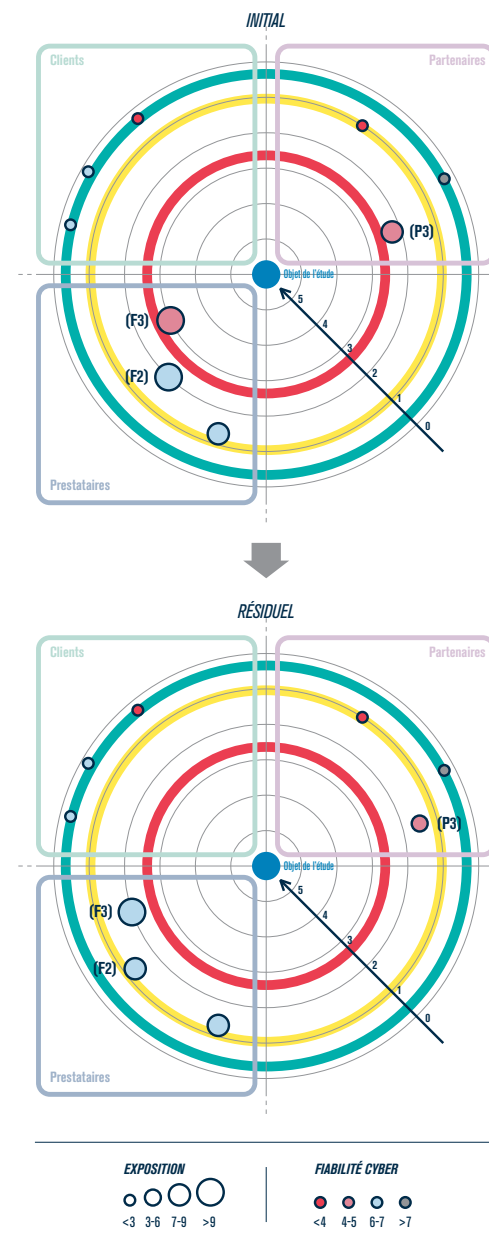 INITIAL
Clients
Partenaires
(P3)
Objet de l'étude
5
(F3)
4
3
(F2)
2
1
0
Prestataires
RÉSIDUEL
Clients
Partenaires
(P3)
Objet de l'étude
5
(F3)
4
3
(F2)
2
1
0
Prestataires
EXPOSITION
<3 3-6 7-9 >9
FIABILITÉ CYBER
<4 4-5 6-7 >7